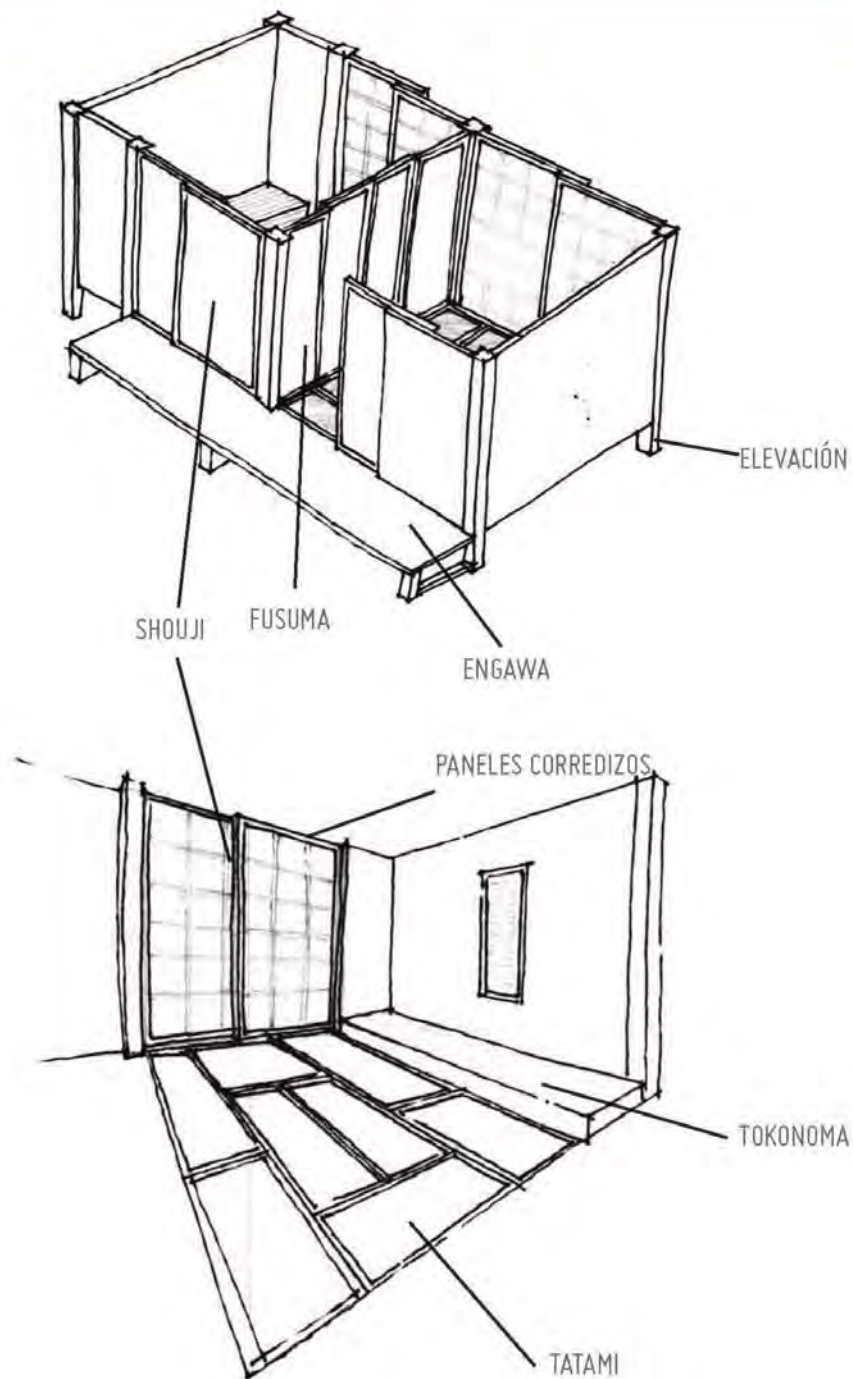 ELEVACIÓN
SHOUJI
FUSUMA
ENGAWA
PANELES CORREDIZOS
TOKONOMA
TATAMI